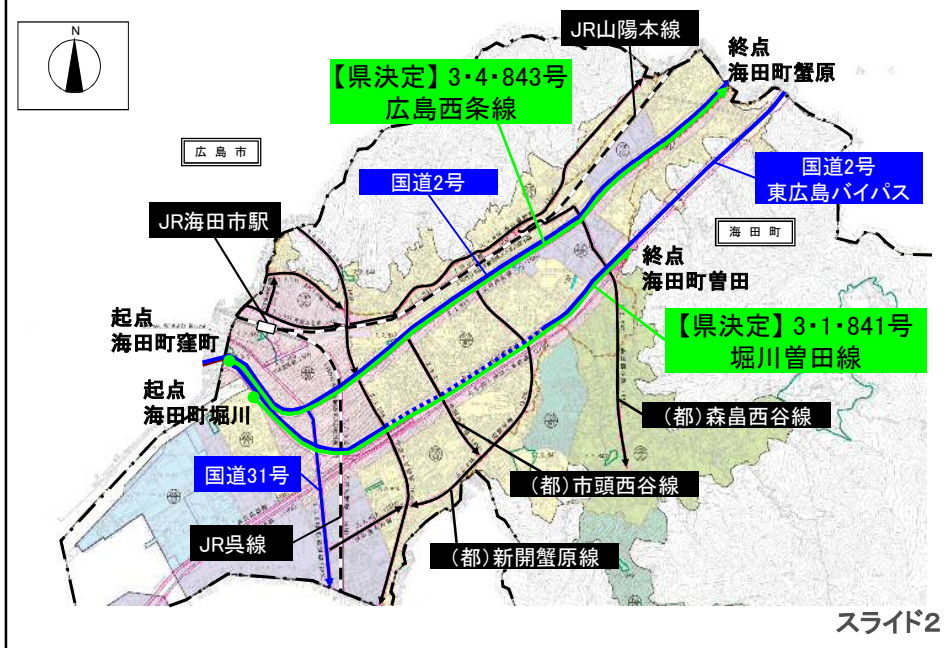 N
JR山陽本線
終点
海田町蟹原
【県決定】3・4・843号
広島西条線
広島市
国道2号
国道2号
東広島バイパス
JR海田市駅
海田町
終点
海田町曽田
起点
海田町窪町
【県決定】3・1・841号
堀川曽田線
起点
海田町堀川
(都)森畠西谷線
国道31号
(都)市頭西谷線
JR呉線
(都)新開蟹原線
スライド2